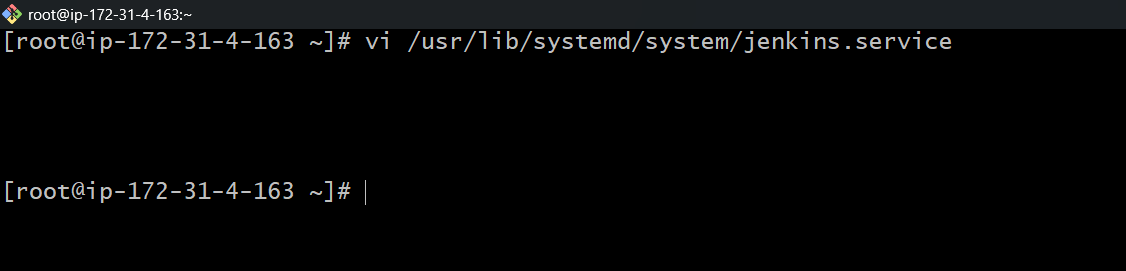 root@ip-172-31-4-163:~
[root@ip-172-31-4-163 ~]# vi /usr/lib/systemd/system/jenkins.service
[root@ip-172-31-4-163 ~]#